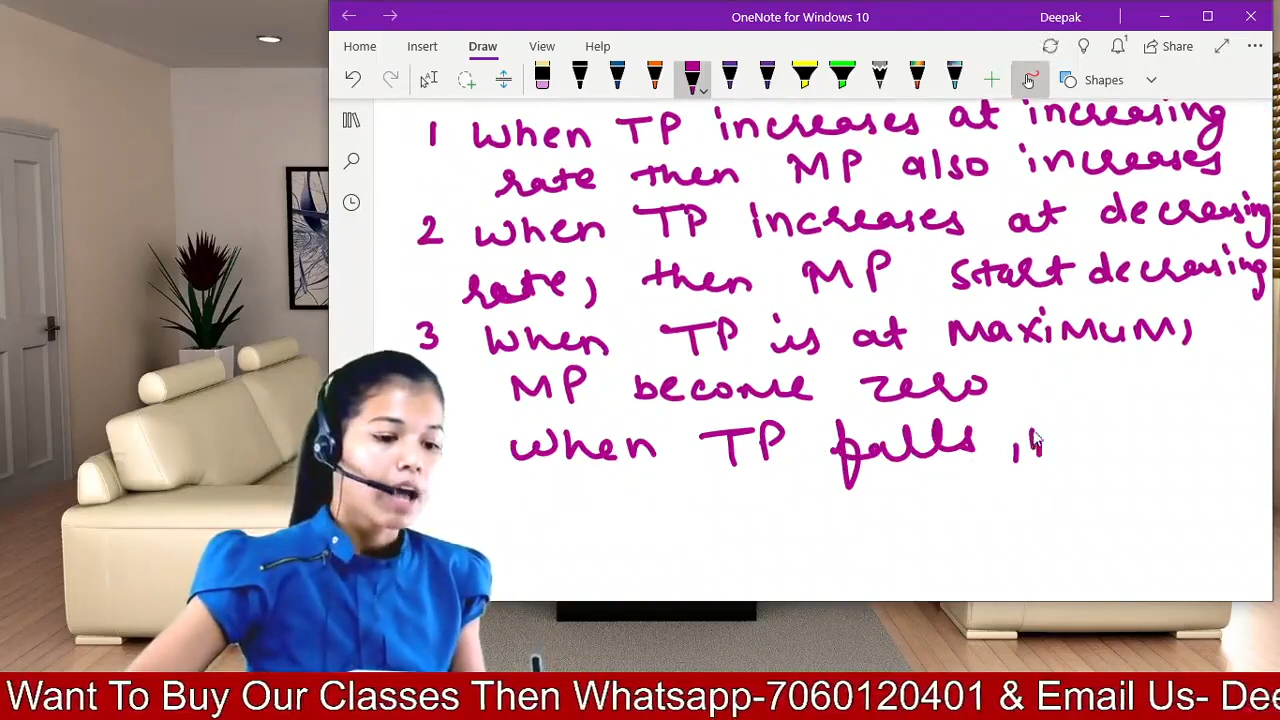 OneNote for Windows 10
Deepak
Home Insert Draw View Help
Share
Shapes
1 When TP increases at increasing
rate then MP also increases
2 When TP increases at decreasing
rate, then MP start decreasing
3 When TP is at maximum,
MP become zero
when TP falls ,
Want To Buy Our Classes Then Whatsapp-7060120401 & Email Us- Dee